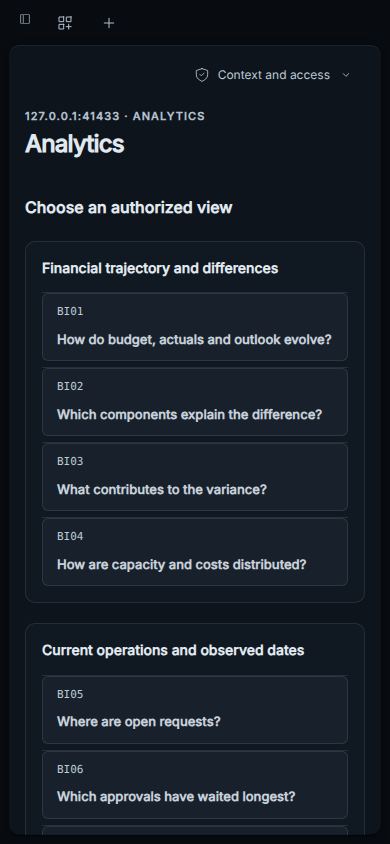 Context and access
127.0.0.1:41433 · ANALYTICS
Analytics
Choose an authorized view
Financial trajectory and differences
BI01
How do budget, actuals and outlook evolve?
BI02
Which components explain the difference?
BI03
What contributes to the variance?
BI04
How are capacity and costs distributed?
Current operations and observed dates
BI05
Where are open requests?
BI06
Which approvals have waited longest?